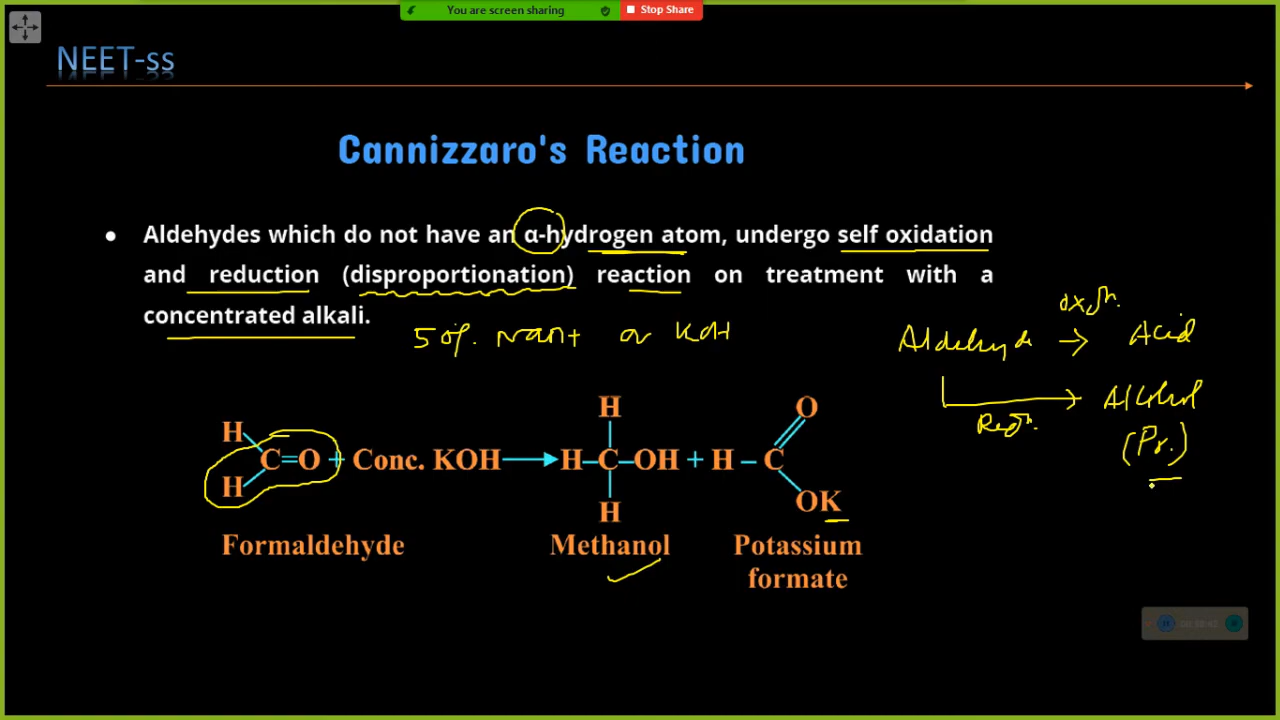 You are screen sharing Stop Share
NEET-ss
Cannizzaro's Reaction
• Aldehydes which do not have an α-hydrogen atom, undergo self oxidation
and reduction (disproportionation) reaction on treatment with a
concentrated alkali.
50%. NaOH or KOH
Aldehyde → oxdn. Acid
Redn. → Alcohol
(Pr.)
H
H
C=O + Conc. KOH → H–C–OH + H – C
H
H
O
OK
Formaldehyde Methanol Potassium
formate